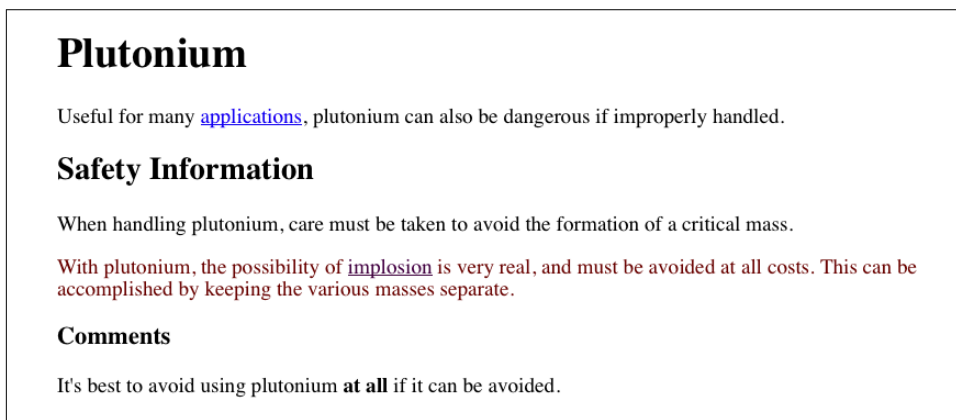 Plutonium
Useful for many applications, plutonium can also be dangerous if improperly handled.
Safety Information
When handling plutonium, care must be taken to avoid the formation of a critical mass.
With plutonium, the possibility of implosion is very real, and must be avoided at all costs. This can be
accomplished by keeping the various masses separate.
Comments
It's best to avoid using plutonium at all if it can be avoided.